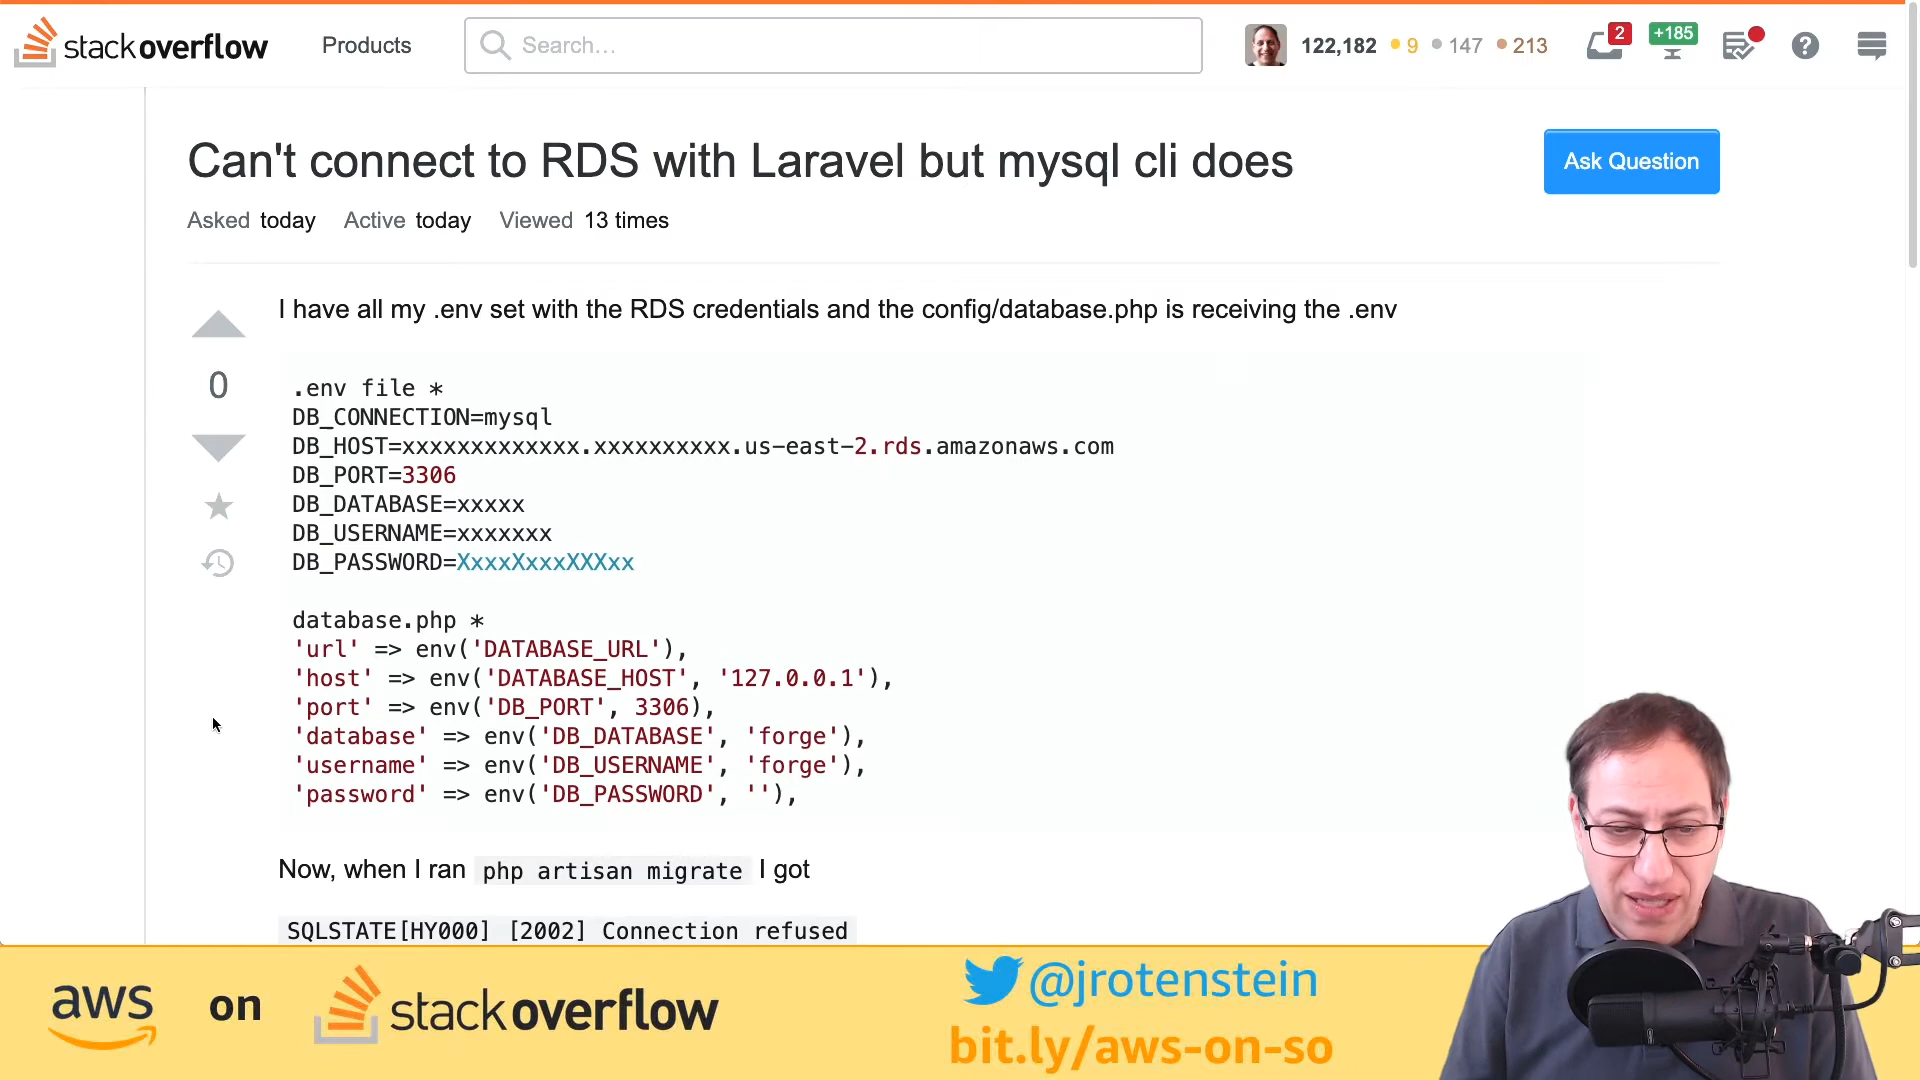 stackoverflow
Products
Search...
122,182 9 147 213
2
+185
?
Can't connect to RDS with Laravel but mysql cli does
Ask Question
Asked today Active today Viewed 13 times
I have all my .env set with the RDS credentials and the config/database.php is receiving the .env
0
.env file *
DB_CONNECTION=mysql
DB_HOST=xxxxxxxxxxxxx.xxxxxxxxxx.us-east-2.rds.amazonaws.com
DB_PORT=3306
DB_DATABASE=xxxxx
DB_USERNAME=xxxxxxx
DB_PASSWORD=XxxxXxxxXXXxx
database.php *
'url' => env('DATABASE_URL'),
'host' => env('DATABASE_HOST', '127.0.0.1'),
'port' => env('DB_PORT', 3306),
'database' => env('DB_DATABASE', 'forge'),
'username' => env('DB_USERNAME', 'forge'),
'password' => env('DB_PASSWORD', ''),
Now, when I ran php artisan migrate I got
SQLSTATE[HY000] [2002] Connection refused
aws on stackoverflow
@jrotenstein
bit.ly/aws-on-so